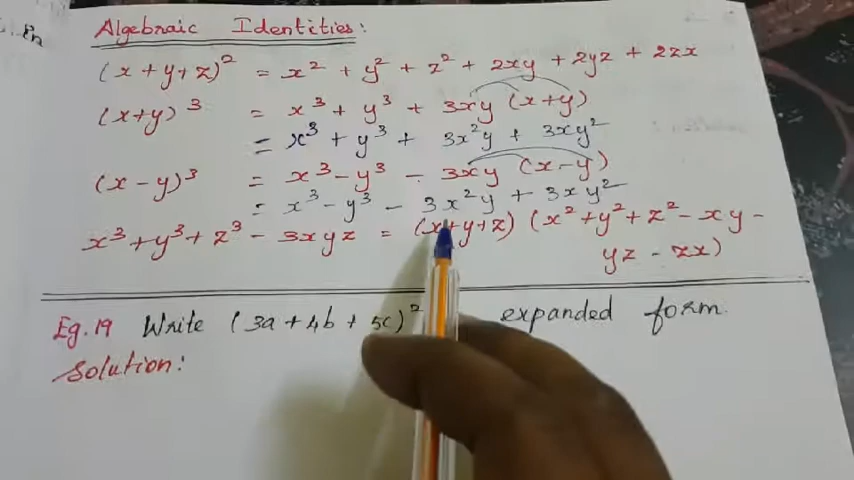 Algebraic Identities:
(x+y+z)² = x² + y² + z² + 2xy + 2yz + 2zx
(x+y)³ = x³ + y³ + 3xy (x+y)
= x³ + y³ + 3x²y + 3xy²
(x-y)³ = x³ - y³ - 3xy (x-y)
= x³ - y³ - 3x²y + 3xy²
x³+y³+z³ - 3xyz = (x+y+z) (x²+y²+z² - xy -
yz - zx)
Eg.19 Write (3a + 4b + 5c)² expanded form.
Solution: